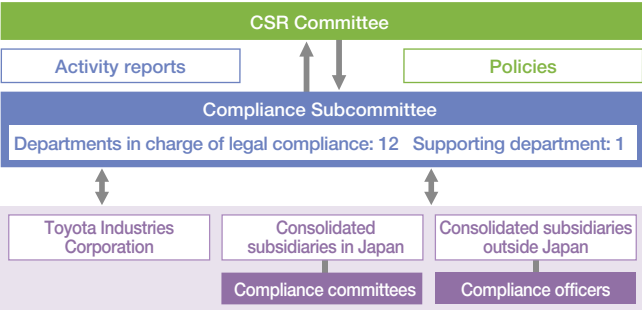 CSR Committee
Activity reports
Policies
Compliance Subcommittee
Departments in charge of legal compliance: 12 Supporting department: 1
Toyota Industries
Corporation
Consolidated
subsidiaries in Japan
Consolidated subsidiaries
outside Japan
Compliance committees
Compliance officers